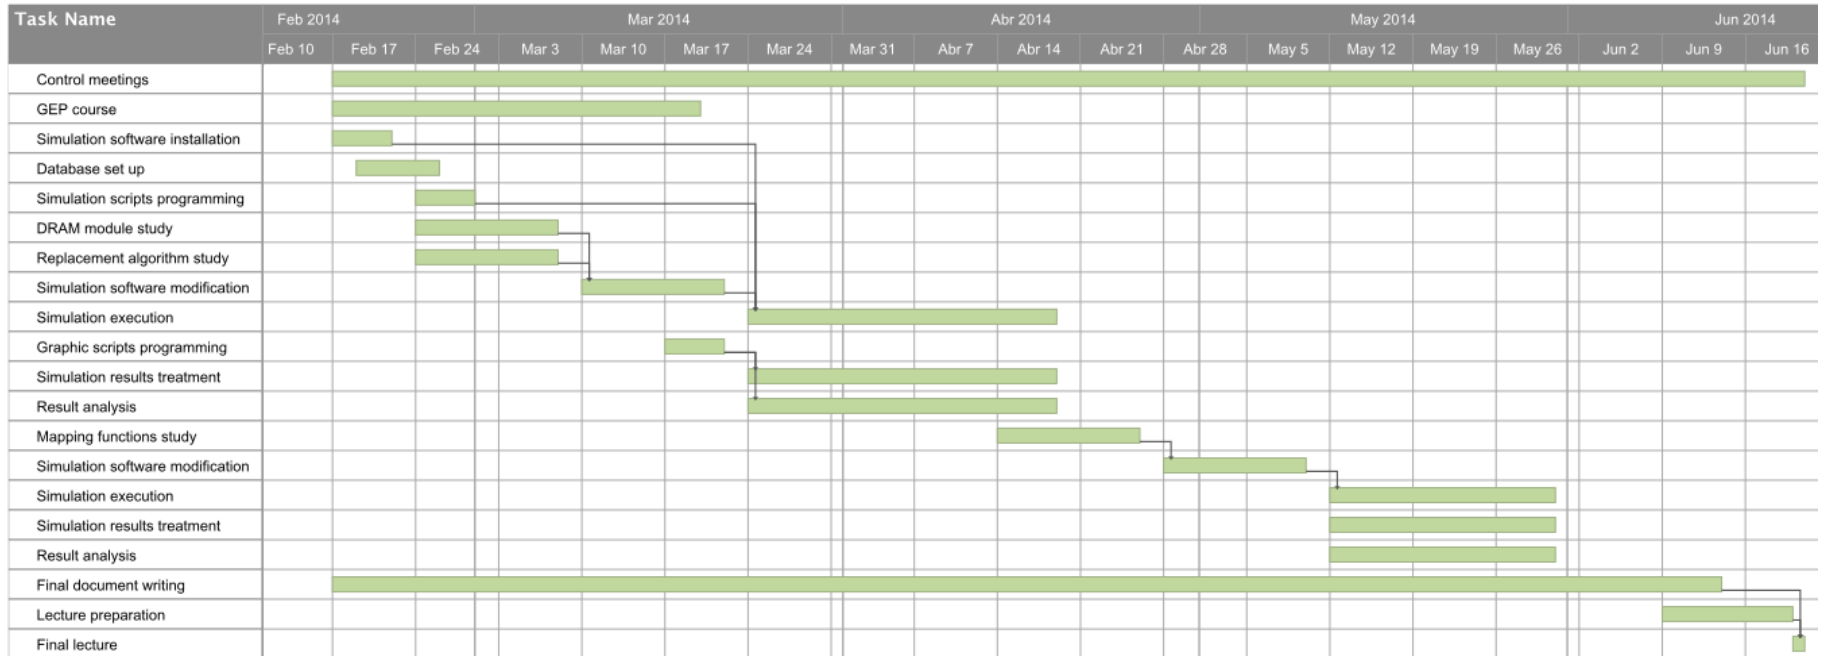 Task Name
Feb 2014 Mar 2014 Abr 2014 May 2014 Jun 2014
Feb 10 Feb 17 Feb 24 Mar 3 Mar 10 Mar 17 Mar 24 Mar 31 Abr 7 Abr 14 Abr 21 Abr 28 May 5 May 12 May 19 May 26 Jun 2 Jun 9 Jun 16
Control meetings
GEP course
Simulation software installation
Database set up
Simulation scripts programming
DRAM module study
Replacement algorithm study
Simulation software modification
Simulation execution
Graphic scripts programming
Simulation results treatment
Result analysis
Mapping functions study
Simulation software modification
Simulation execution
Simulation results treatment
Result analysis
Final document writing
Lecture preparation
Final lecture